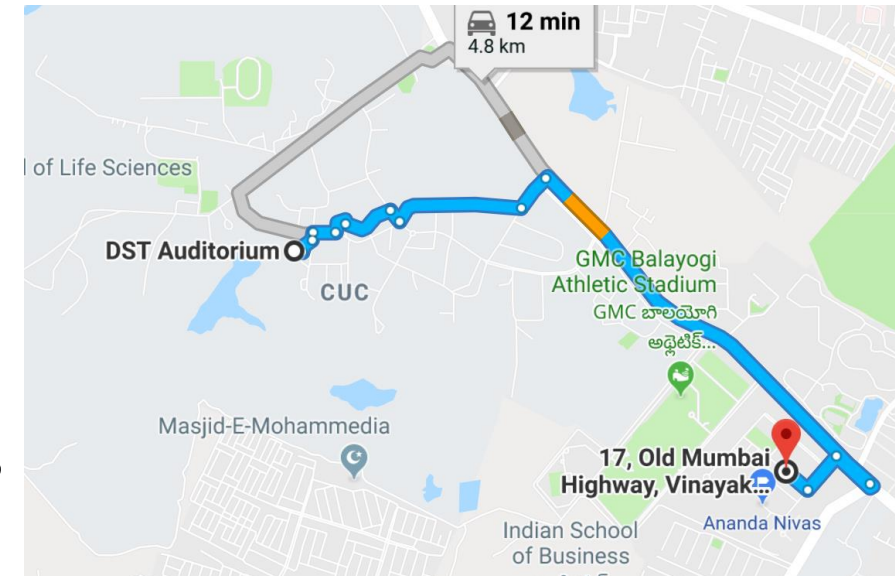 12 min
4.8 km
l of Life Sciences
DST Auditorium
CUC
GMC Balayogi
Athletic Stadium
GMC బాలయోగి
అథ్లెటిక్...
Masjid-E-Mohammedia
17, Old Mumbai
Highway, Vinayak...
Ananda Nivas
Indian School
of Business